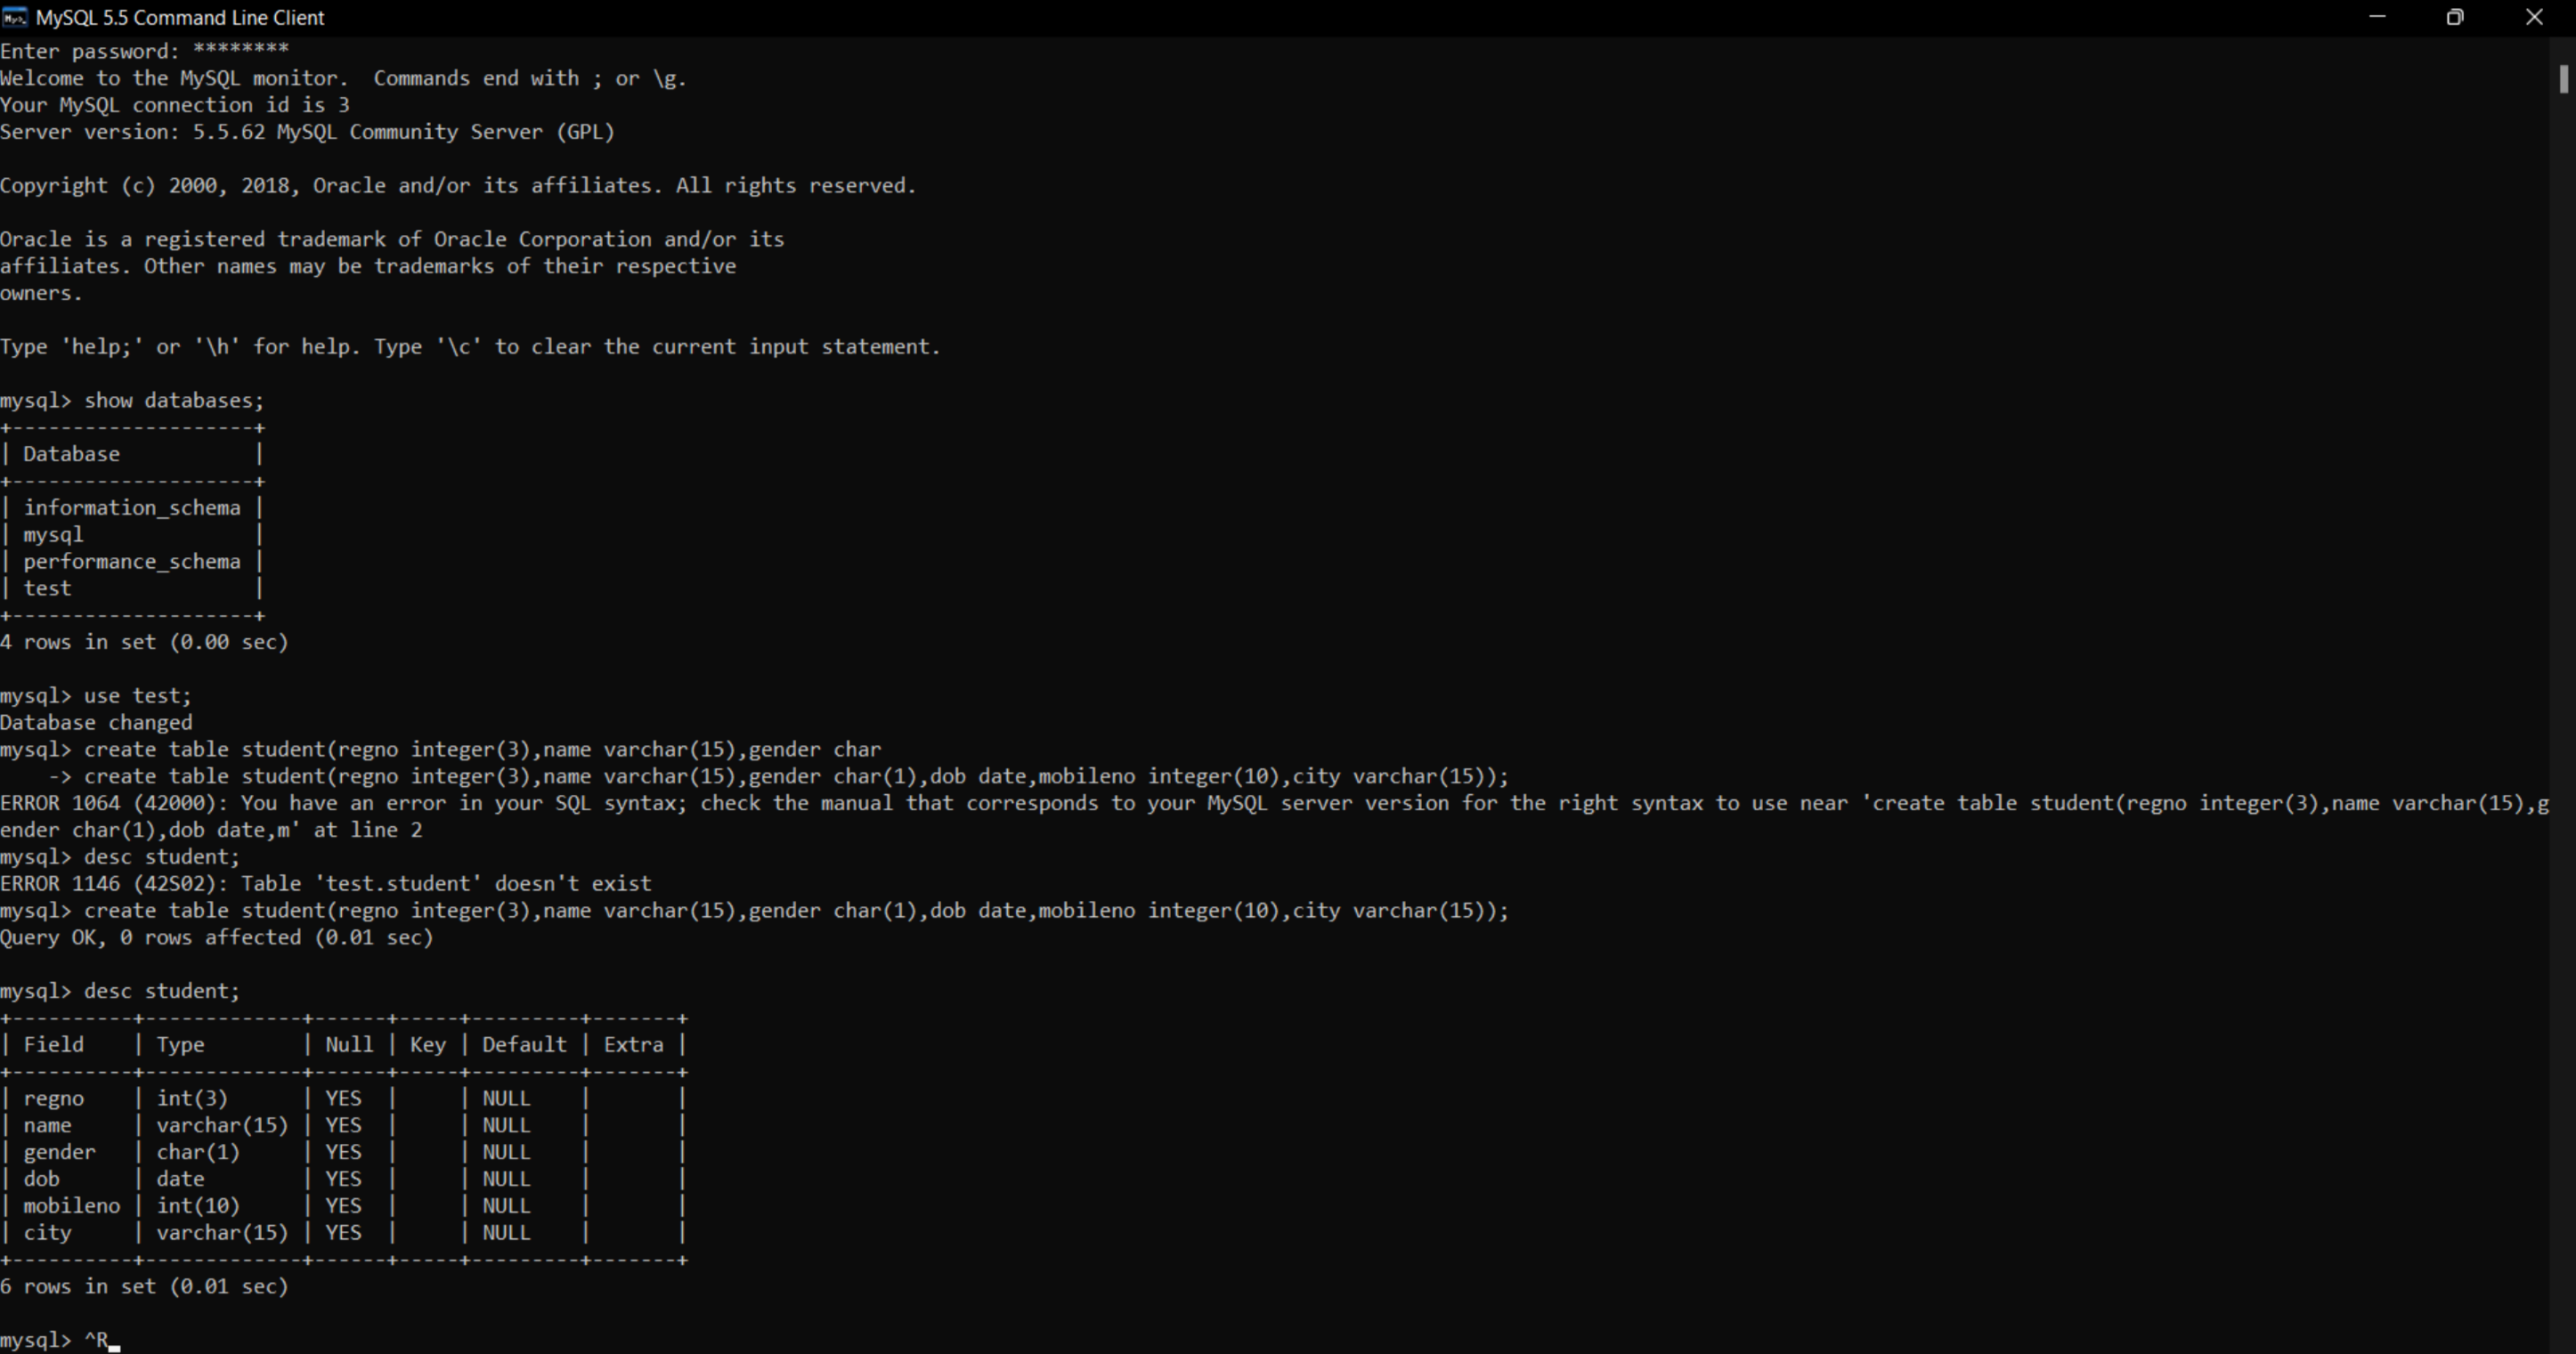 MySQL 5.5 Command Line Client
Enter password: ********
Welcome to the MySQL monitor.  Commands end with ; or \g.
Your MySQL connection id is 3
Server version: 5.5.62 MySQL Community Server (GPL)

Copyright (c) 2000, 2018, Oracle and/or its affiliates. All rights reserved.

Oracle is a registered trademark of Oracle Corporation and/or its
affiliates. Other names may be trademarks of their respective
owners.

Type 'help;' or '\h' for help. Type '\c' to clear the current input statement.

mysql> show databases;
+--------------------+
| Database           |
+--------------------+
| information_schema |
| mysql              |
| performance_schema |
| test               |
+--------------------+
4 rows in set (0.00 sec)

mysql> use test;
Database changed
mysql> create table student(regno integer(3),name varchar(15),gender char
    -> create table student(regno integer(3),name varchar(15),gender char(1),dob date,mobileno integer(10),city varchar(15));
ERROR 1064 (42000): You have an error in your SQL syntax; check the manual that corresponds to your MySQL server version for the right syntax to use near 'create table student(regno integer(3),name varchar(15),g
ender char(1),dob date,m' at line 2
mysql> desc student;
ERROR 1146 (42S02): Table 'test.student' doesn't exist
mysql> create table student(regno integer(3),name varchar(15),gender char(1),dob date,mobileno integer(10),city varchar(15));
Query OK, 0 rows affected (0.01 sec)

mysql> desc student;
+----------+-------------+------+-----+---------+-------+
| Field    | Type        | Null | Key | Default | Extra |
+----------+-------------+------+-----+---------+-------+
| regno    | int(3)      | YES  |     | NULL    |       |
| name     | varchar(15) | YES  |     | NULL    |       |
| gender   | char(1)     | YES  |     | NULL    |       |
| dob      | date        | YES  |     | NULL    |       |
| mobileno | int(10)     | YES  |     | NULL    |       |
| city     | varchar(15) | YES  |     | NULL    |       |
+----------+-------------+------+-----+---------+-------+
6 rows in set (0.01 sec)

mysql> ^R